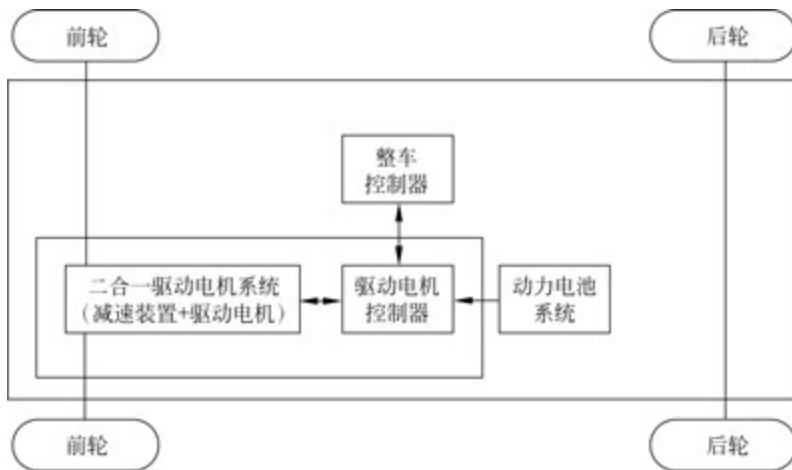 前轮
后轮
整车
控制器
二合一驱动电机系统
（减速装置+驱动电机）
驱动电机
控制器
动力电池
系统
前轮
后轮